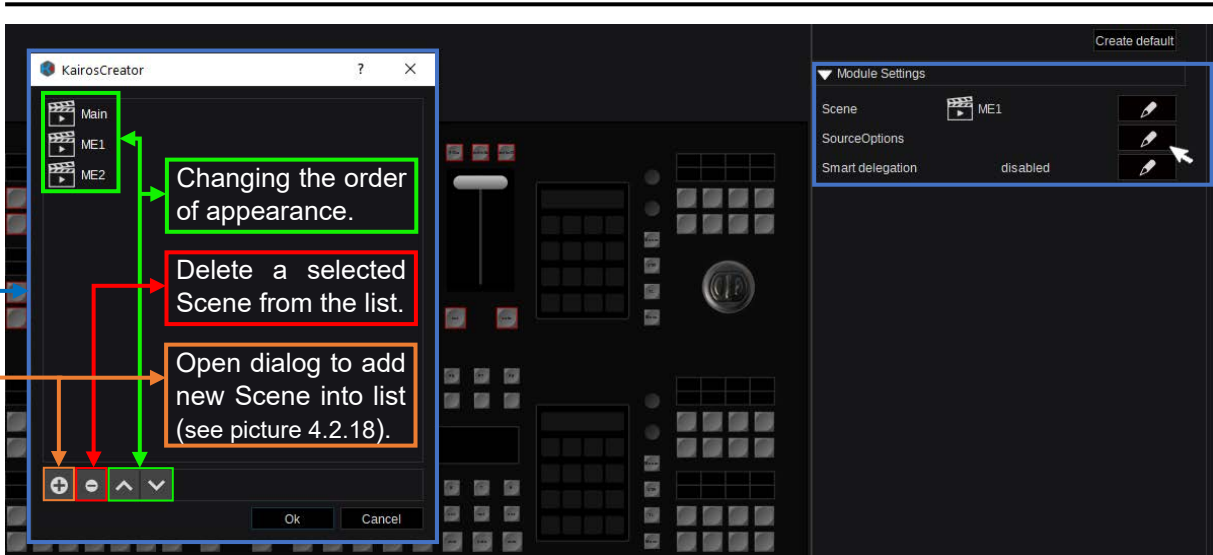 Create default
KairosCreator ? ×
Module Settings
Main
Scene ME1
ME1
SourceOptions
ME2
Smart delegation disabled
Changing the order
of appearance.
Delete a selected
Scene from the list.
Open dialog to add
new Scene into list
(see picture 4.2.18).
Ok Cancel